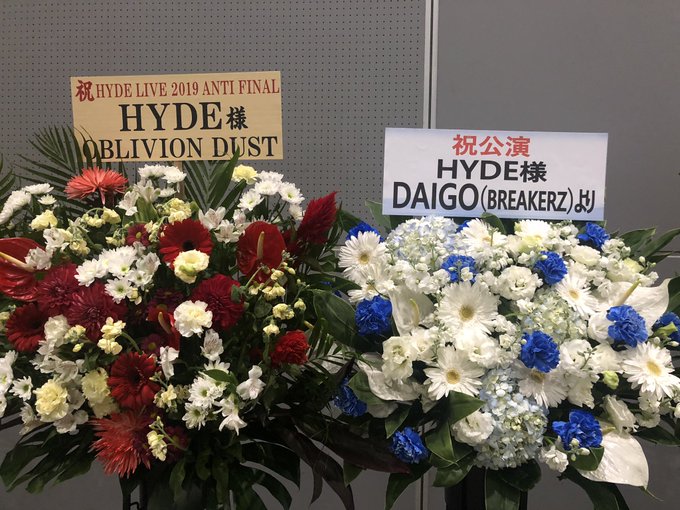 祝 HYDE LIVE 2019 ANTI FINAL
HYDE様
OBLIVION DUST
祝公演
HYDE様
DAIGO(BREAKERZ)より